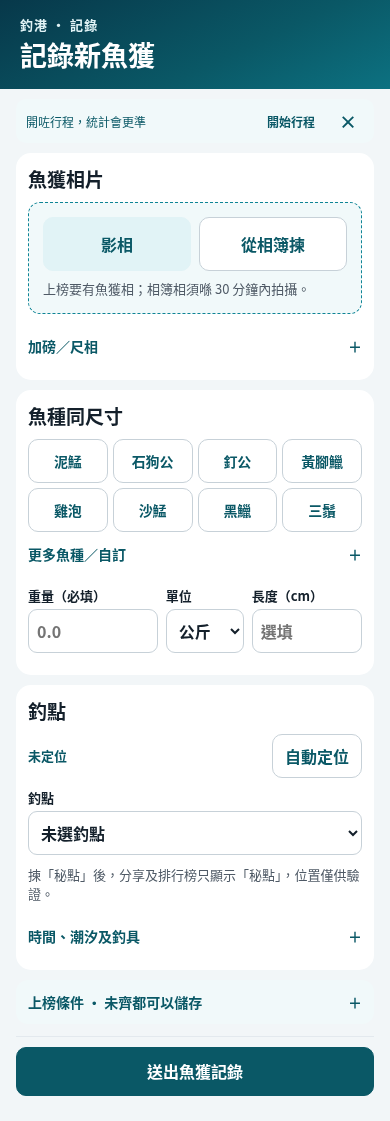 釣港 · 記錄
記錄新魚獲
開咗行程，統計會更準
開始行程 ✕
魚獲相片
影相
從相簿揀
上榜要有魚獲相；相簿相須喺 30 分鐘內拍攝。
加磅／尺相 +
魚種同尺寸
泥鯭 石狗公 釘公 黃腳鱲
雞泡 沙鯭 黑鱲 三鬚
更多魚種／自訂 +
重量（必填） 單位 長度（cm）
0.0 公斤 選填
釣點
未定位 自動定位
釣點
未選釣點
揀「秘點」後，分享及排行榜只顯示「秘點」，位置僅供驗
證。
時間、潮汐及釣具 +
上榜條件 · 未齊都可以儲存 +
送出魚獲記錄